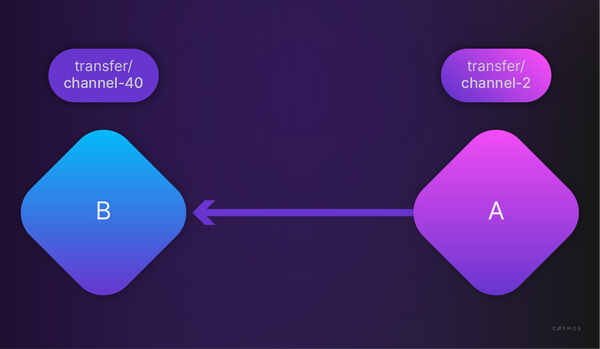 transfer/
channel-40
transfer/
channel-2
B
A
COSMOS